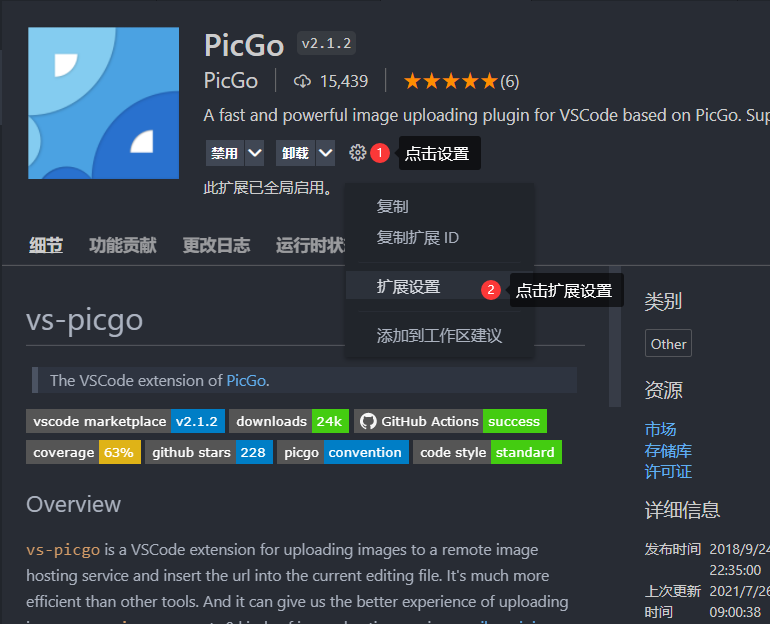 PicGo v2.1.2
PicGo 15,439 (6)
A fast and powerful image uploading plugin for VSCode based on PicGo. Sup
禁用 卸载 1 点击设置
此扩展已全局启用。
复制
复制扩展 ID
扩展设置 2 点击扩展设置
添加到工作区建议
细节 功能贡献 更改日志 运行时状
vs-picgo
The VSCode extension of PicGo.
vscode marketplace v2.1.2 downloads 24k GitHub Actions success
coverage 63% github stars 228 picgo convention code style standard
Overview
vs-picgo is a VSCode extension for uploading images to a remote image
hosting service and insert the url into the current editing file. It's much more
efficient than other tools. And it can give us the better experience of uploading
类别
Other
资源
市场
存储库
许可证
详细信息
发布时间 2018/9/24
22:35:00
上次更新 2021/7/26
时间 09:00:38